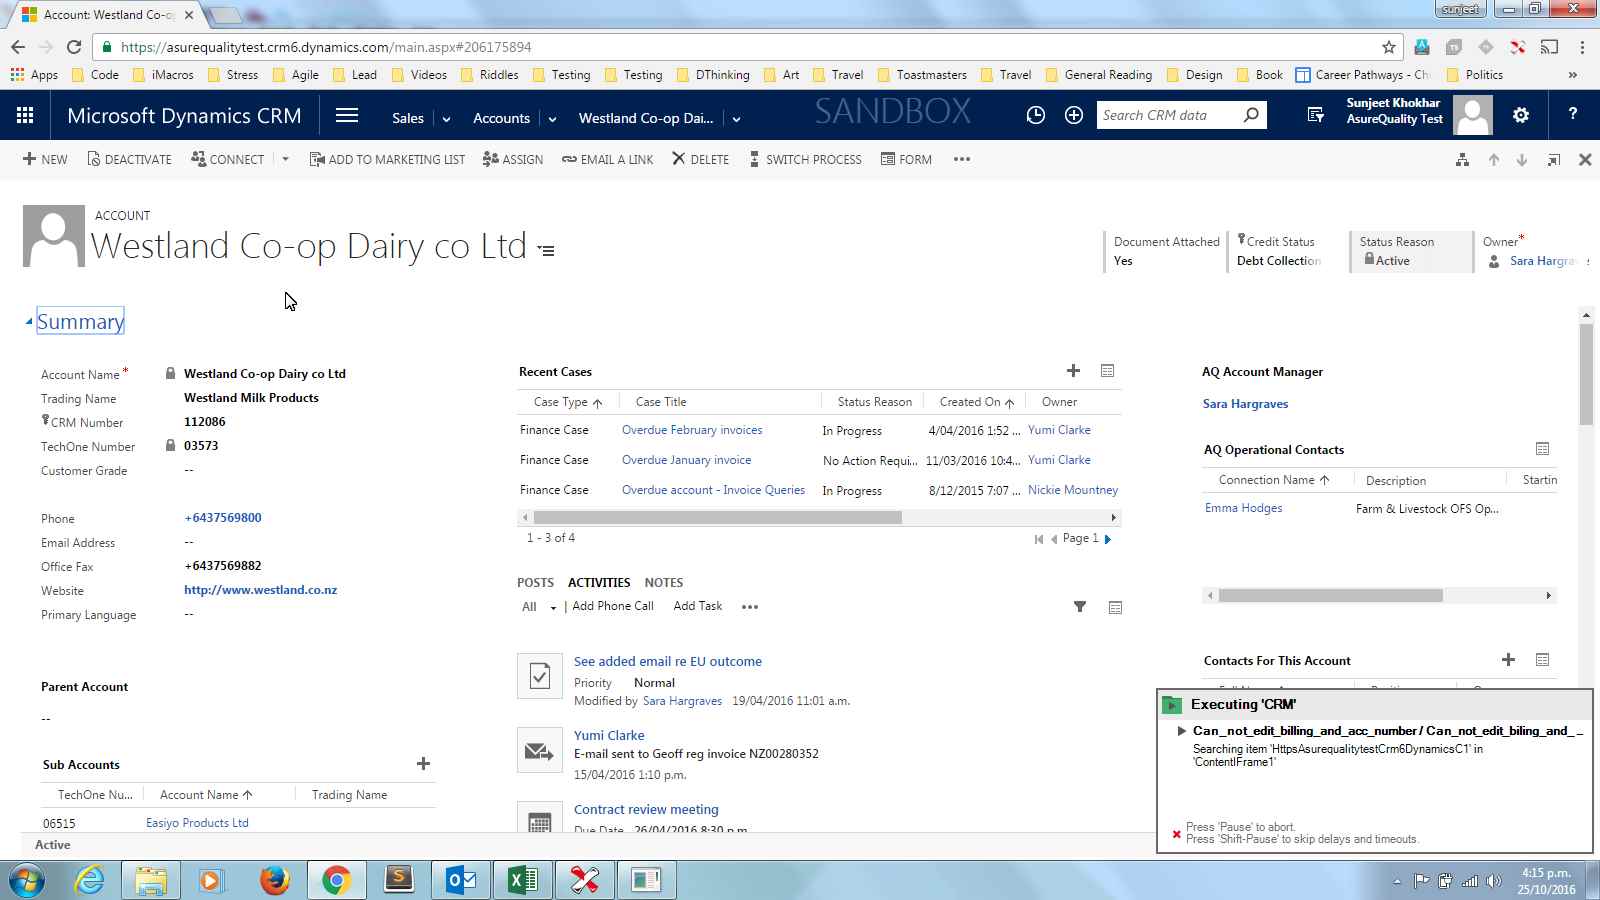 Account: Westland Co-
sunjeet
https://asurequalitytest.crm6.dynamics.com/main.aspx#206175894
Apps Code iMacros Stress Agile Lead Videos Riddles Testing Testing DThinking Art Travel Toastmasters Travel General Reading Design Book Career Pathways - Politics »
Microsoft Dynamics CRM Sales Accounts Westland Co-op Dai... SANDBOX Search CRM data Sunjeet Khokhar
AsureQuality Test
?
NEW DEACTIVATE CONNECT ADD TO MARKETING LIST ASSIGN EMAIL A LINK DELETE SWITCH PROCESS FORM •••
ACCOUNT
Westland Co-op Dairy co Ltd
Document Attached Credit Status Status Reason Owner*
Yes Debt Collection Active Sara
Summary
Account Name* Westland Co-op Dairy co Ltd
Trading Name Westland Milk Products
CRM Number 112086
TechOne Number 03573
Customer Grade --
Phone +6437569800
Email Address --
Office Fax +6437569882
Website http://www.westland.co.nz
Primary Language --
Parent Account
--
Sub Accounts
TechOne Nu... Account Name Trading Name
06515 Easiyo Products Ltd
Recent Cases
Case Type Case Title Status Reason Created On Owner
Finance Case Overdue February invoices In Progress 4/04/2016 1:52 ... Yumi Clarke
Finance Case Overdue January invoice No Action Requi... 11/03/2016 10:4... Yumi Clarke
Finance Case Overdue account - Invoice Queries In Progress 8/12/2015 7:07 ... Nickie Mountney
1 - 3 of 4 Page 1
POSTS ACTIVITIES NOTES
All | Add Phone Call Add Task •••
See added email re EU outcome
Priority Normal
Modified by Sara Hargraves 19/04/2016 11:01 a.m.
Yumi Clarke
E-mail sent to Geoff reg invoice NZ00280352
15/04/2016 1:10 p.m.
Contract review meeting
Due Date 26/04/2016 8:30 p.m.
AQ Account Manager
Sara Hargraves
AQ Operational Contacts
Connection Name Description Startin
Emma Hodges Farm & Livestock OFS Op...
Contacts For This Account
Executing 'CRM'
Can_not_edit_billing_and_acc_number / Can_not_edit_biling_and_...
Searching item 'HttpsAsurequalitytestCrm6DynamicsC1' in
'ContentIFrame1'
Press 'Pause' to abort.
Press 'Shift-Pause' to skip delays and timeouts.
Active
4:15 p.m.
25/10/2016